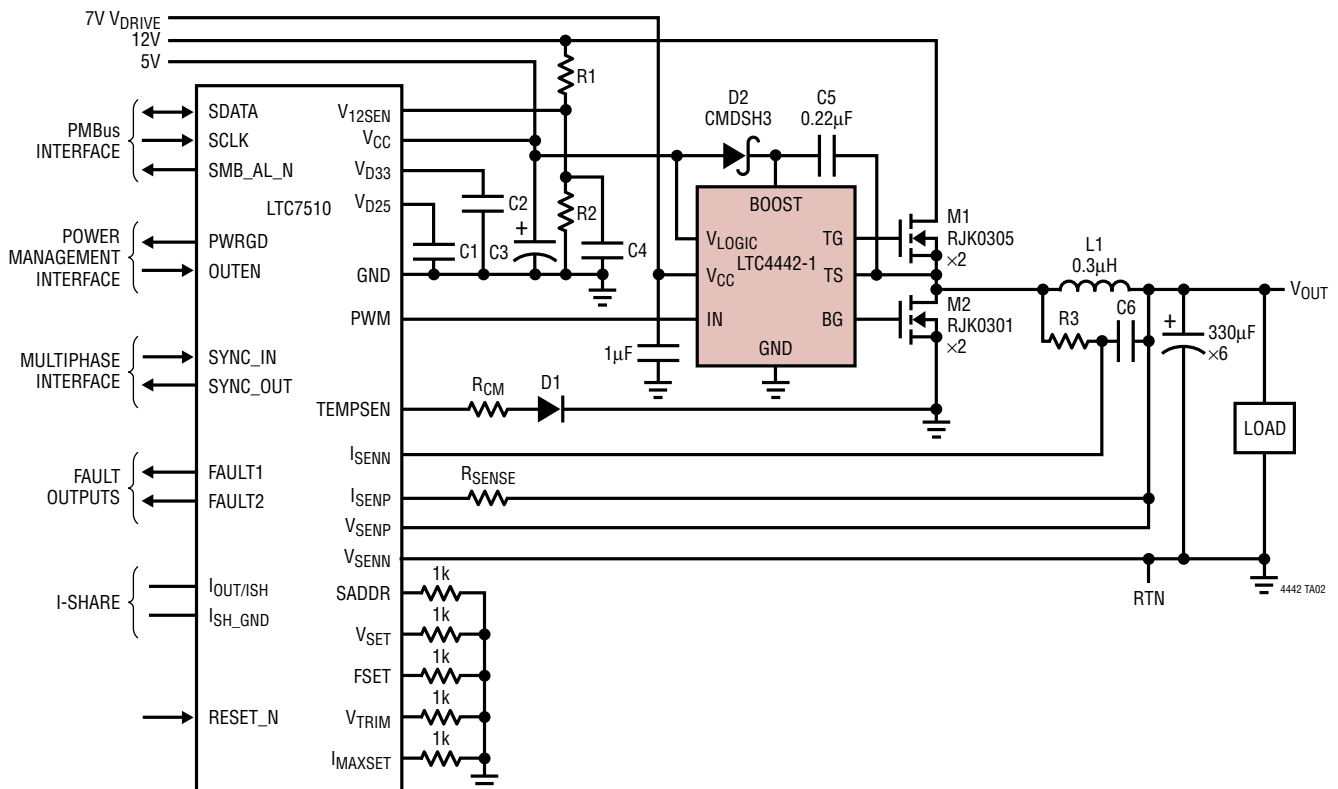 7V VDRIVE
12V
5V
PMBus
INTERFACE
POWER
MANAGEMENT
INTERFACE
MULTIPHASE
INTERFACE
FAULT
OUTPUTS
I-SHARE
SDATA
SCLK
SMB_AL_N
LTC7510
PWRGD
OUTEN
SYNC_IN
SYNC_OUT
FAULT1
FAULT2
IOUT/ISH
ISH_GND
RESET_N
V12SEN
VCC
VD33
VD25
GND
PWM
TEMPSEN
ISENN
ISENP
VSENP
VSENN
SADDR
VSET
FSET
VTRIM
IMAXSET
1k
1k
1k
1k
1k
R1
R2
C1
C2
+
C3
C4
1µF
RCM
D1
RSENSE
D2
CMDSH3
C5
0.22µF
BOOST
VLOGIC
TG
LTC4442-1
VCC
TS
IN
BG
GND
M1
RJK0305
×2
M2
RJK0301
×2
L1
0.3µH
R3
C6
+
330µF
×6
VOUT
LOAD
RTN
4442 TA02